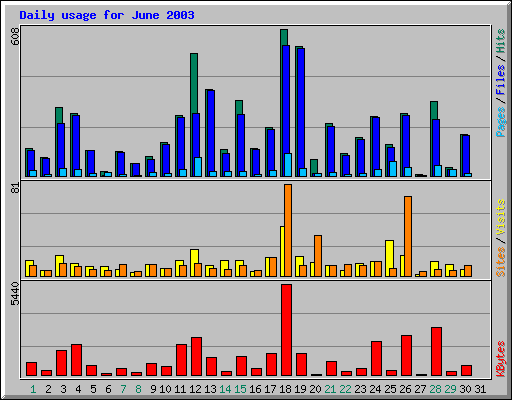 Daily usage for June 2003
608
Pages / Files / Hits
81
Sites / Visits
5440
KBytes
1 2 3 4 5 6 7 8 9 10 11 12 13 14 15 16 17 18 19 20 21 22 23 24 25 26 27 28 29 30 31